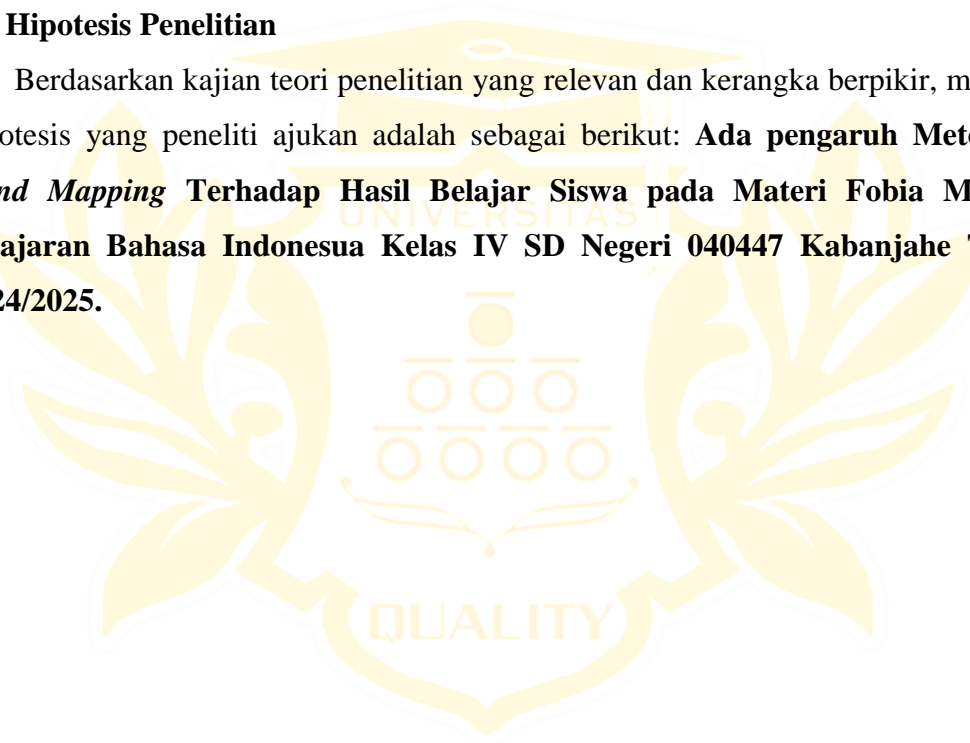 Hipotesis Penelitian
Berdasarkan kajian teori penelitian yang relevan dan kerangka berpikir, m
otesis yang peneliti ajukan adalah sebagai berikut: Ada pengaruh Met
nd Mapping Terhadap Hasil Belajar Siswa pada Materi Fobia M
ajaran Bahasa Indonesua Kelas IV SD Negeri 040447 Kabanjahe T
24/2025.
UNIVERSITAS
QUALITY